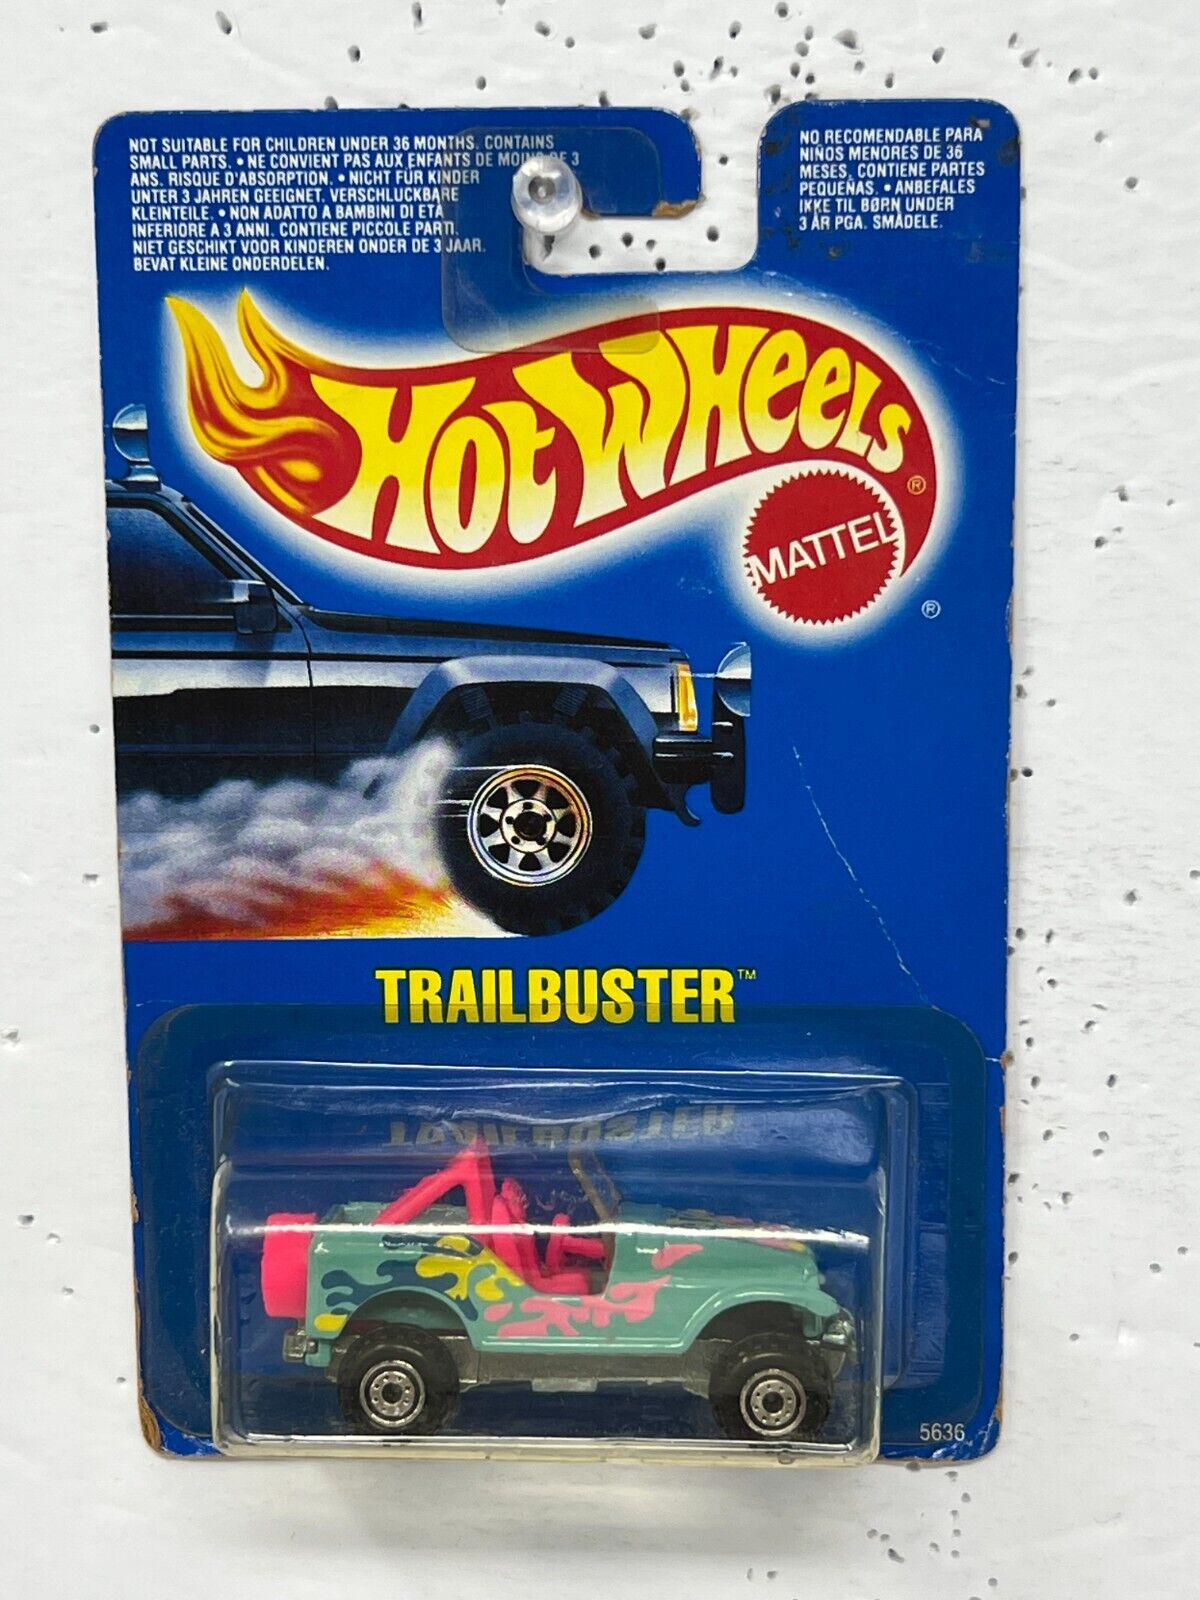 NOT SUITABLE FOR CHILDREN UNDER 36 MONTHS. CONTAINS
SMALL PARTS. • NE CONVIENT PAS AUX ENFANTS DE MOINS DE 3
ANS. RISQUE D'ABSORPTION. • NICHT FUR KINDER
UNTER 3 JAHREN GEEIGNET, VERSCHLUCKBARE
KLEINTEILE. • NON ADATTO A BAMBINI DI ETÀ
INFERIORE A 3 ANNI. CONTIENE PICCOLE PARTI.
NIET GESCHIKT VOOR KINDEREN ONDER DE 3 JAAR.
BEVAT KLEINE ONDERDELEN.
NO RECOMENDABLE PARA
NIÑOS MENORES DE 36
MESES, CONTIENE PARTES
PEQUEÑAS. • ANBEFALES
IKKE TIL BØRN UNDER
3 ÅR PGA. SMÅDELE.
HOT WHEELS ®
MATTEL
®
TRAILBUSTER™
5636